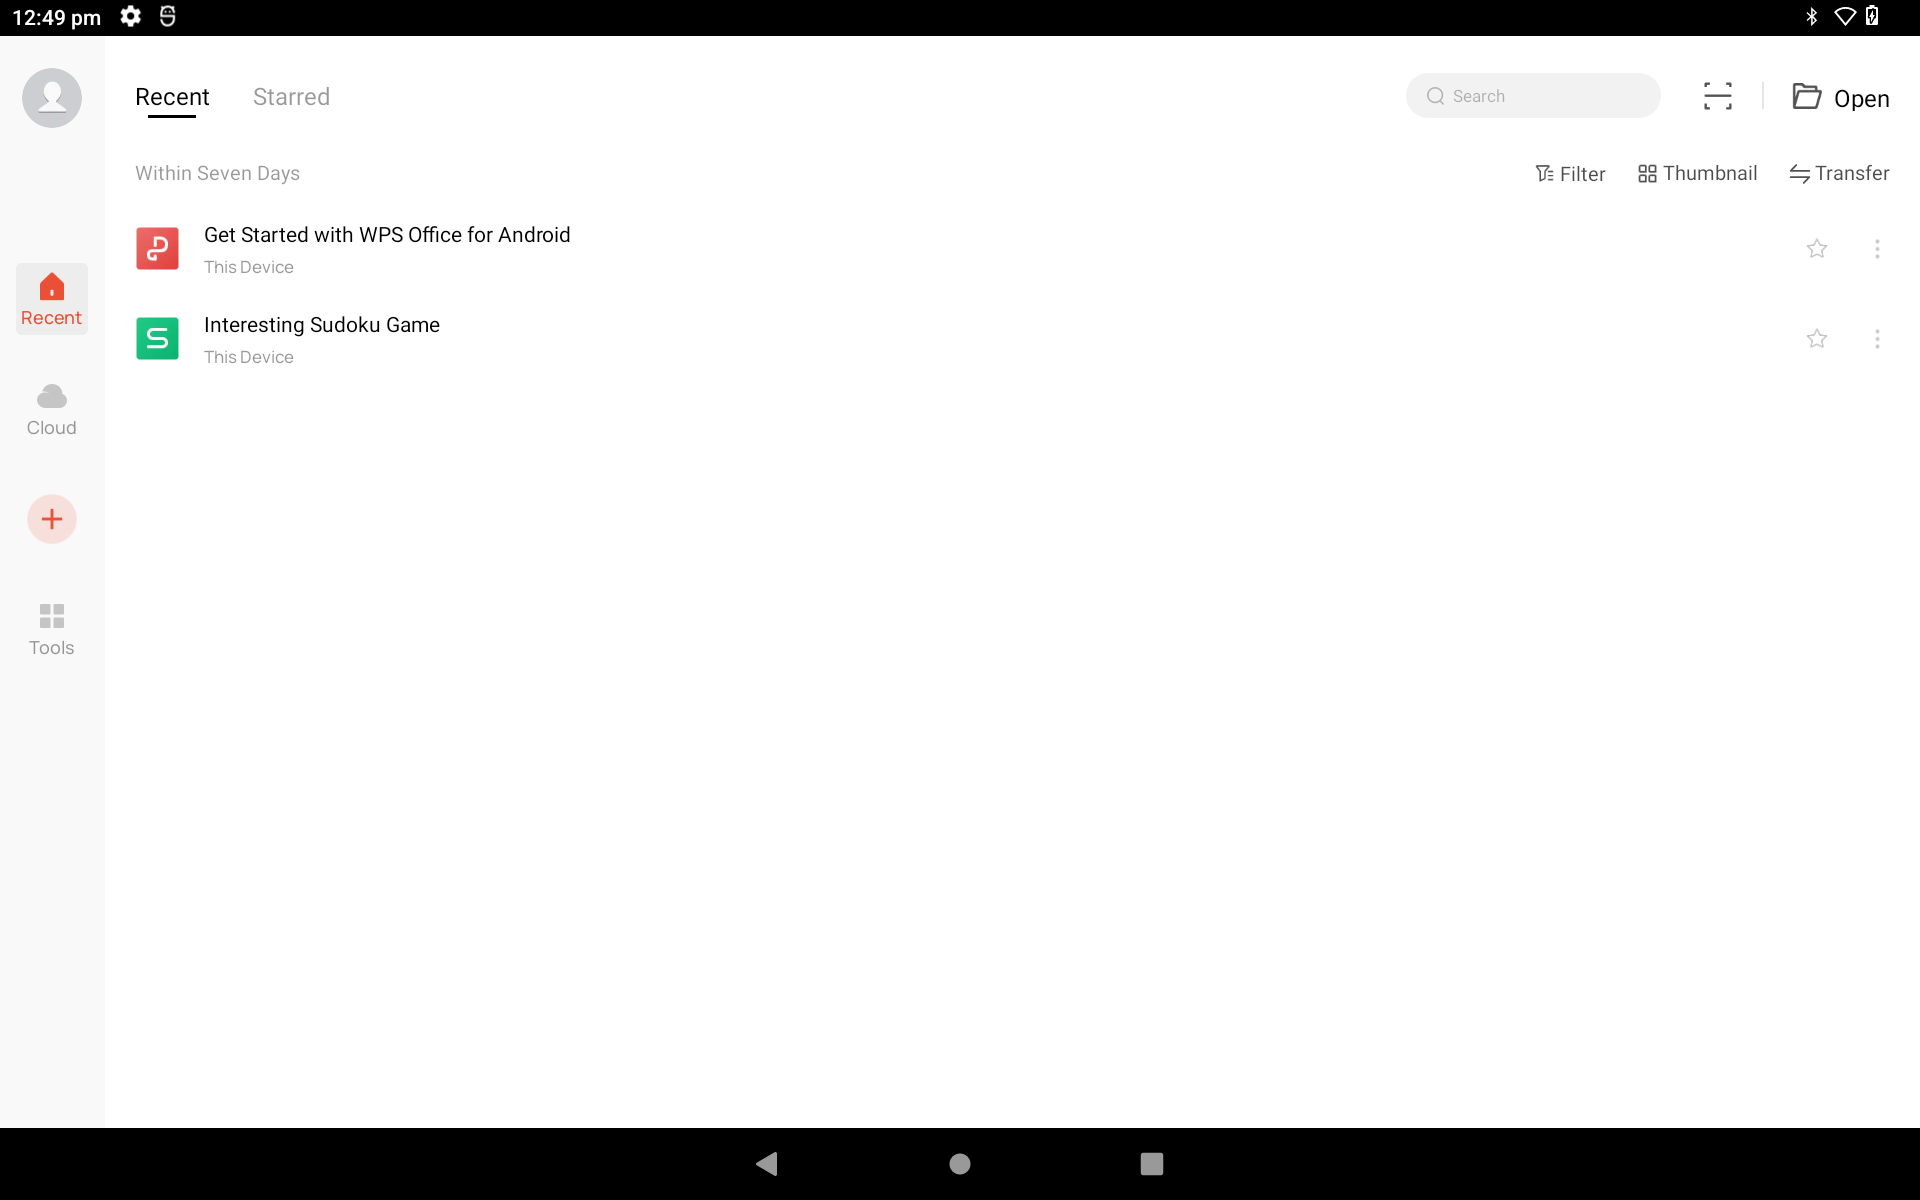 12:49 pm
Recent
Starred
Search
Open
Within Seven Days
Filter
Thumbnail
Transfer
Get Started with WPS Office for Android
This Device
Interesting Sudoku Game
This Device
Recent
Cloud
Tools